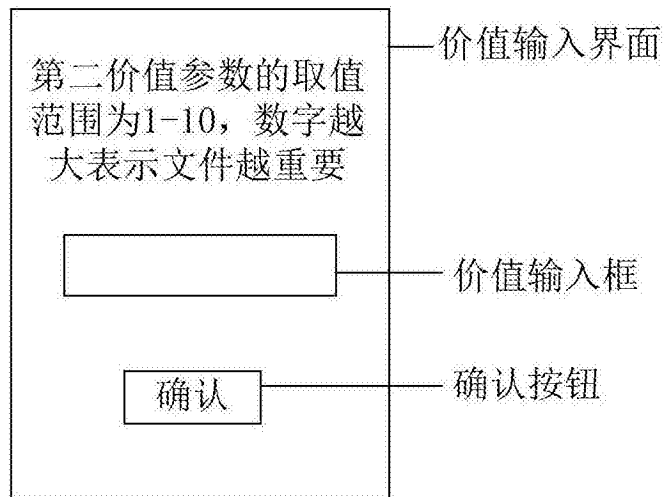 价值输入界面
第二价值参数的取值
范围为1-10，数字越
大表示文件越重要
价值输入框
确认
确认按钮